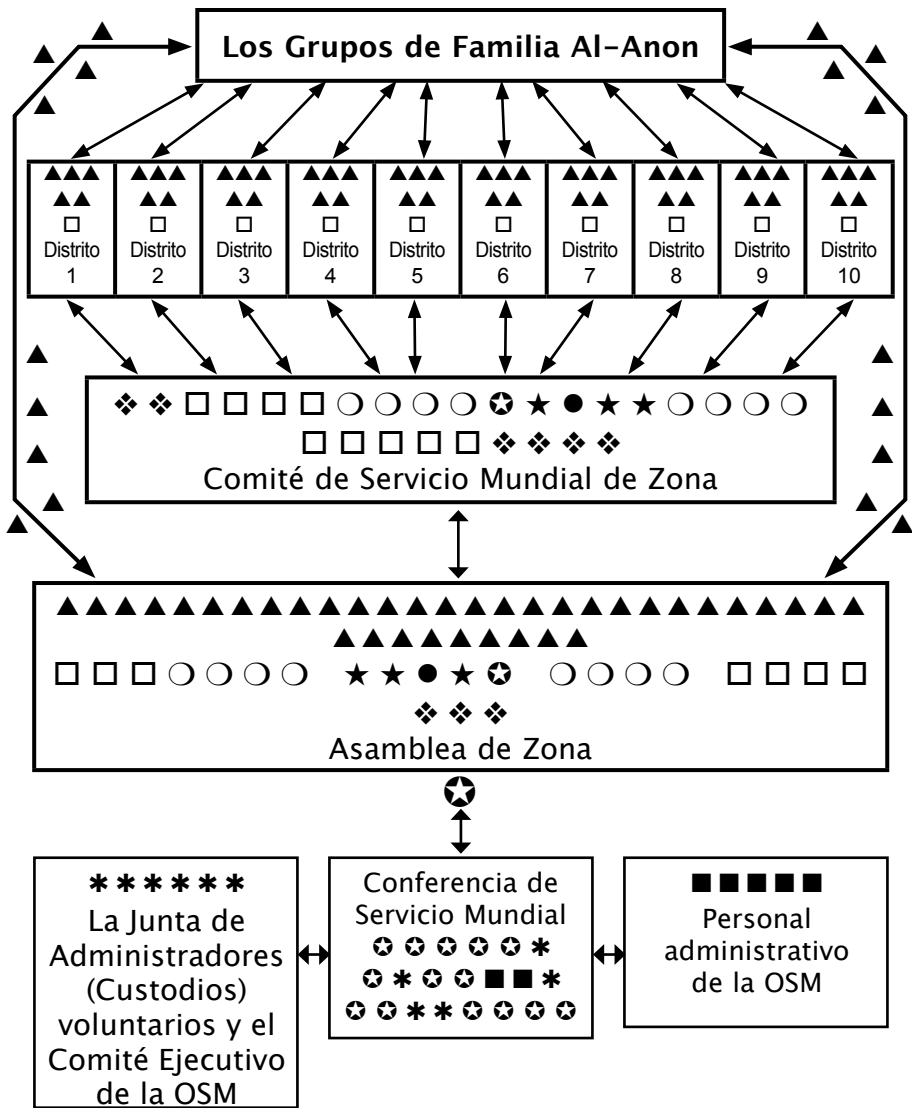 Los Grupos de Familia Al-Anon
Distrito 1
Distrito 2
Distrito 3
Distrito 4
Distrito 5
Distrito 6
Distrito 7
Distrito 8
Distrito 9
Distrito 10
Comité de Servicio Mundial de Zona
Asamblea de Zona
La Junta de
Administradores
(Custodios)
voluntarios y el
Comité Ejecutivo
de la OSM
Conferencia de
Servicio Mundial
Personal
administrativo
de la OSM